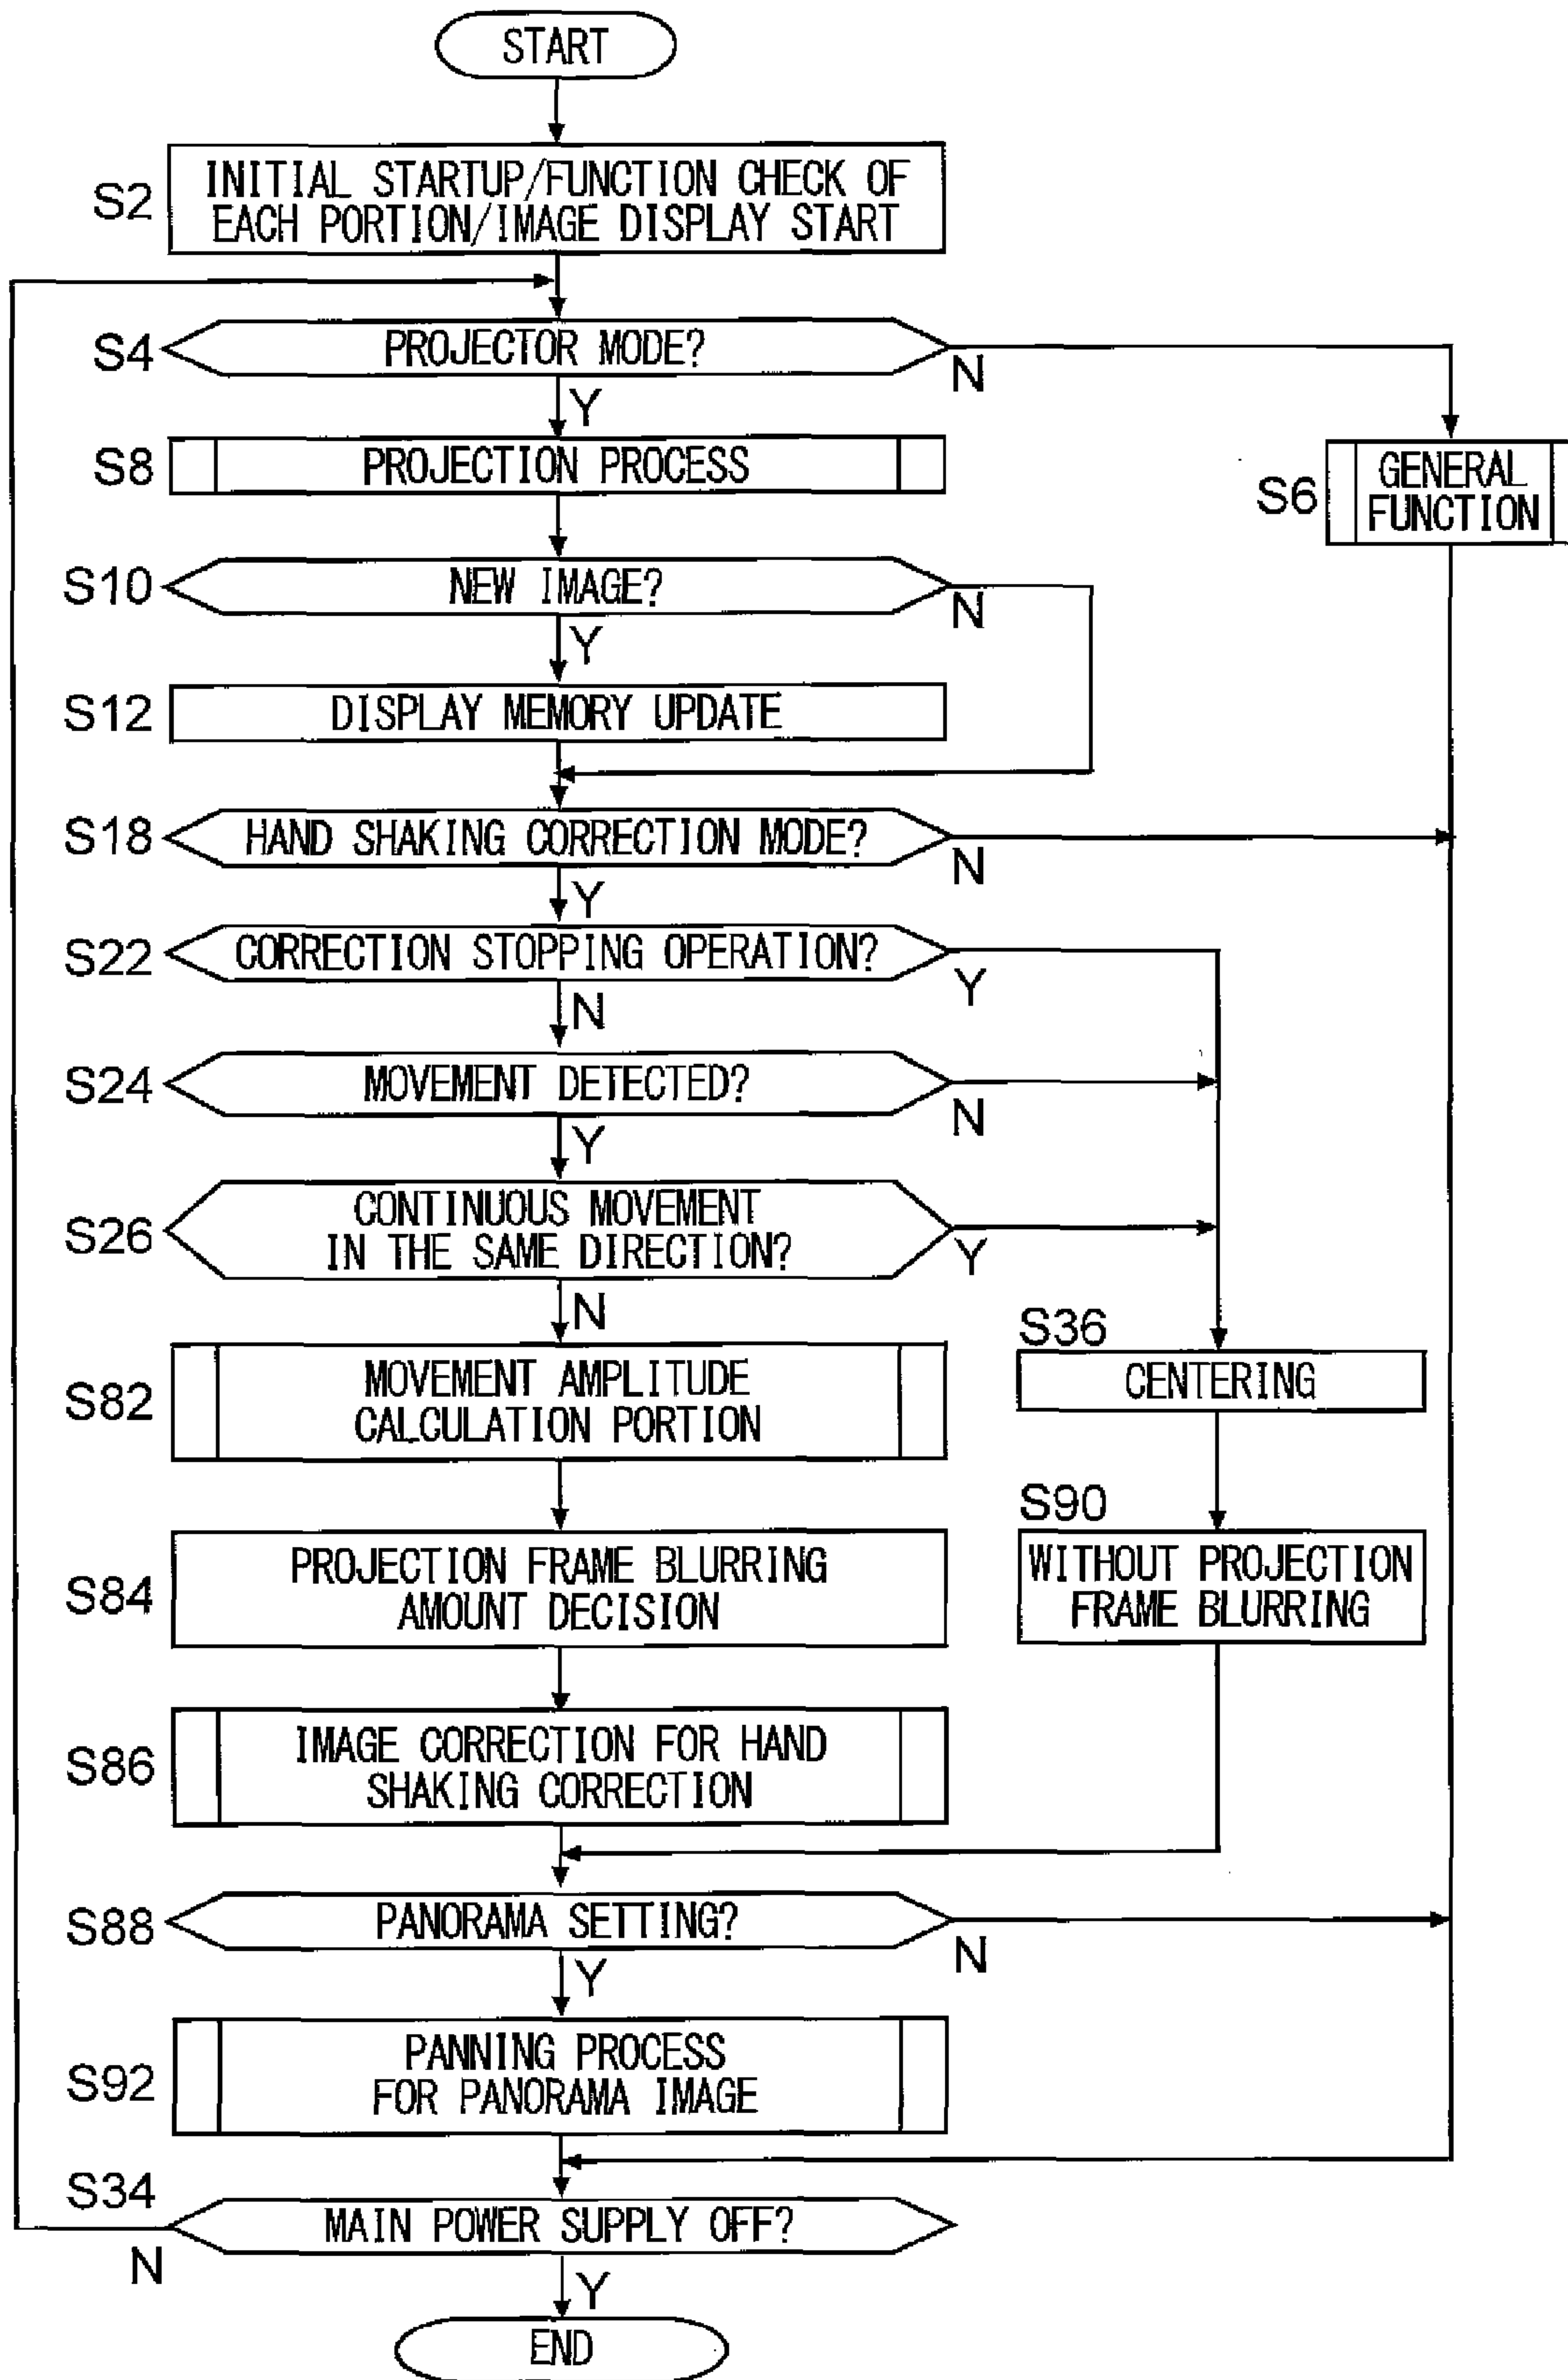 START
S2
INITIAL STARTUP/FUNCTION CHECK OF
EACH PORTION/IMAGE DISPLAY START
S4
PROJECTOR MODE?
N
Y
S8
PROJECTION PROCESS
S6
GENERAL
FUNCTION
S10
NEW IMAGE?
N
Y
S12
DISPLAY MEMORY UPDATE
S18
HAND SHAKING CORRECTION MODE?
N
Y
S22
CORRECTION STOPPING OPERATION?
Y
N
S24
MOVEMENT DETECTED?
N
Y
S26
CONTINUOUS MOVEMENT
IN THE SAME DIRECTION?
Y
N
S36
CENTERING
S82
MOVEMENT AMPLITUDE
CALCULATION PORTION
S90
WITHOUT PROJECTION
FRAME BLURRING
S84
PROJECTION FRAME BLURRING
AMOUNT DECISION
S86
IMAGE CORRECTION FOR HAND
SHAKING CORRECTION
S88
PANORAMA SETTING?
N
Y
S92
PANNING PROCESS
FOR PANORAMA IMAGE
S34
MAIN POWER SUPPLY OFF?
N
Y
END